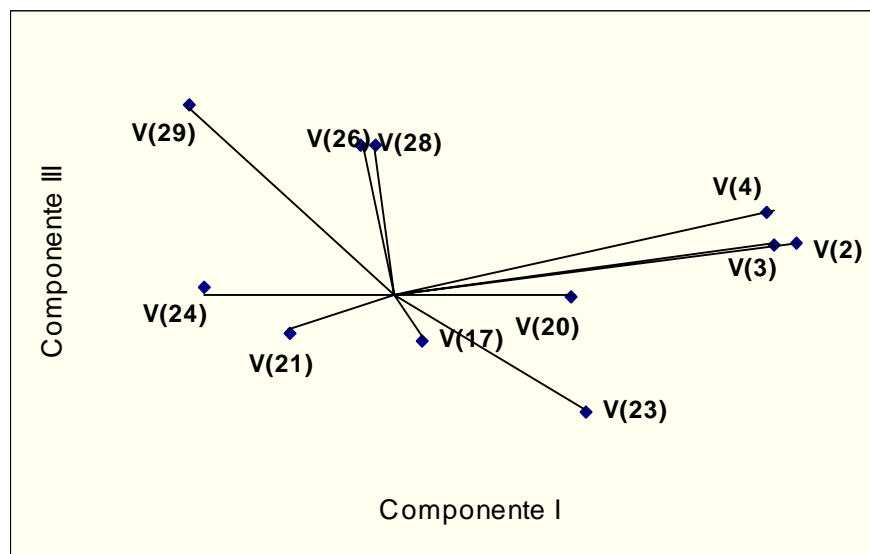 V(29)
V(26)
V(28)
V(4)
V(2)
V(3)
V(24)
V(20)
V(21)
V(17)
V(23)
Componente III
Componente I